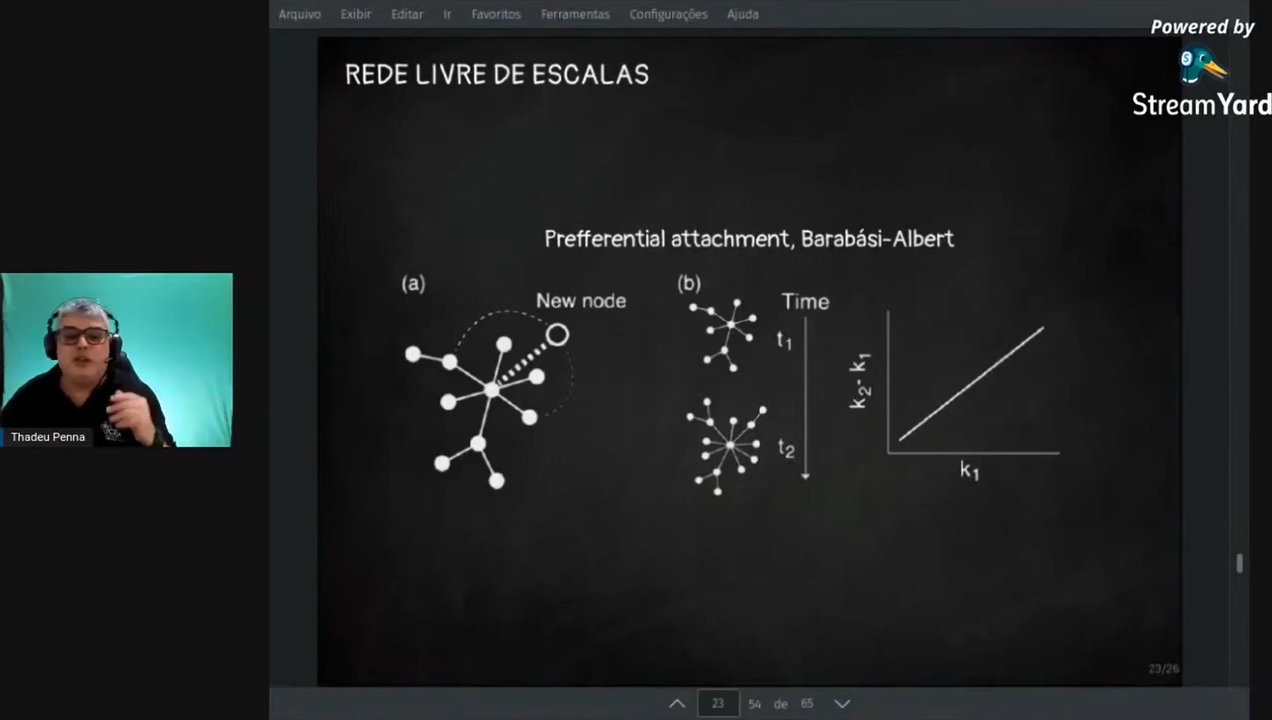 Arquivo Exibir Editar Ir Favoritos Ferramentas Configurações Ajuda
Powered by
S
StreamYard
REDE LIVRE DE ESCALAS
Prefferential attachment, Barabási-Albert
(a)
New node
(b)
Time
t1
t2
k2- k1
k1
Thadeu Penna
23/26
23 54 de 65